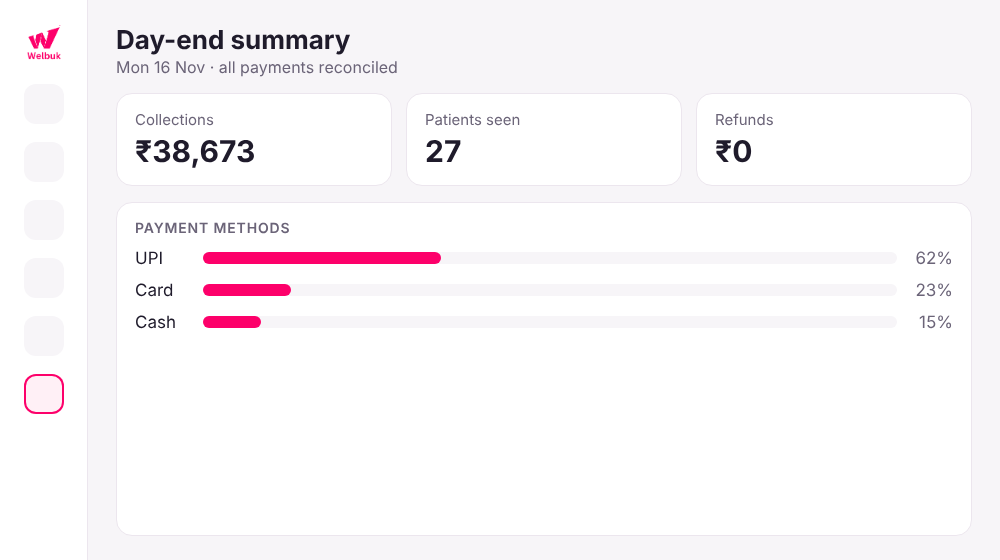 Welbuk
Day-end summary
Mon 16 Nov · all payments reconciled
Collections
₹38,673
Patients seen
27
Refunds
₹0
PAYMENT METHODS
UPI 62%
Card 23%
Cash 15%